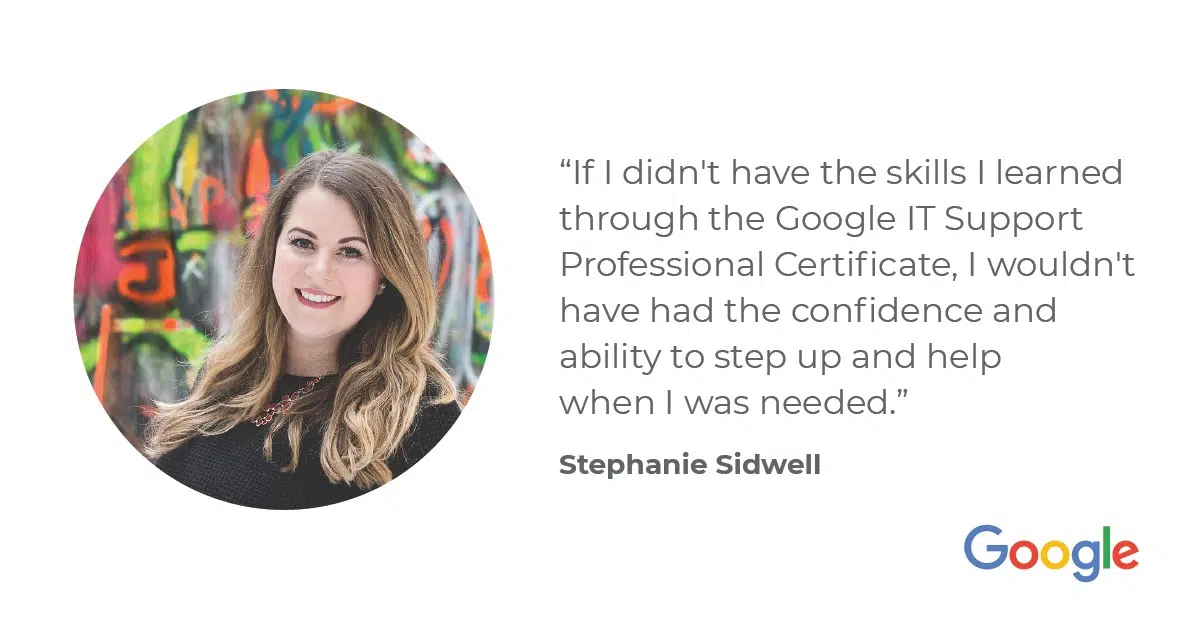 “If I didn't have the skills I learned
through the Google IT Support
Professional Certificate, I wouldn't
have had the confidence and
ability to step up and help
when I was needed.”
Stephanie Sidwell
Google